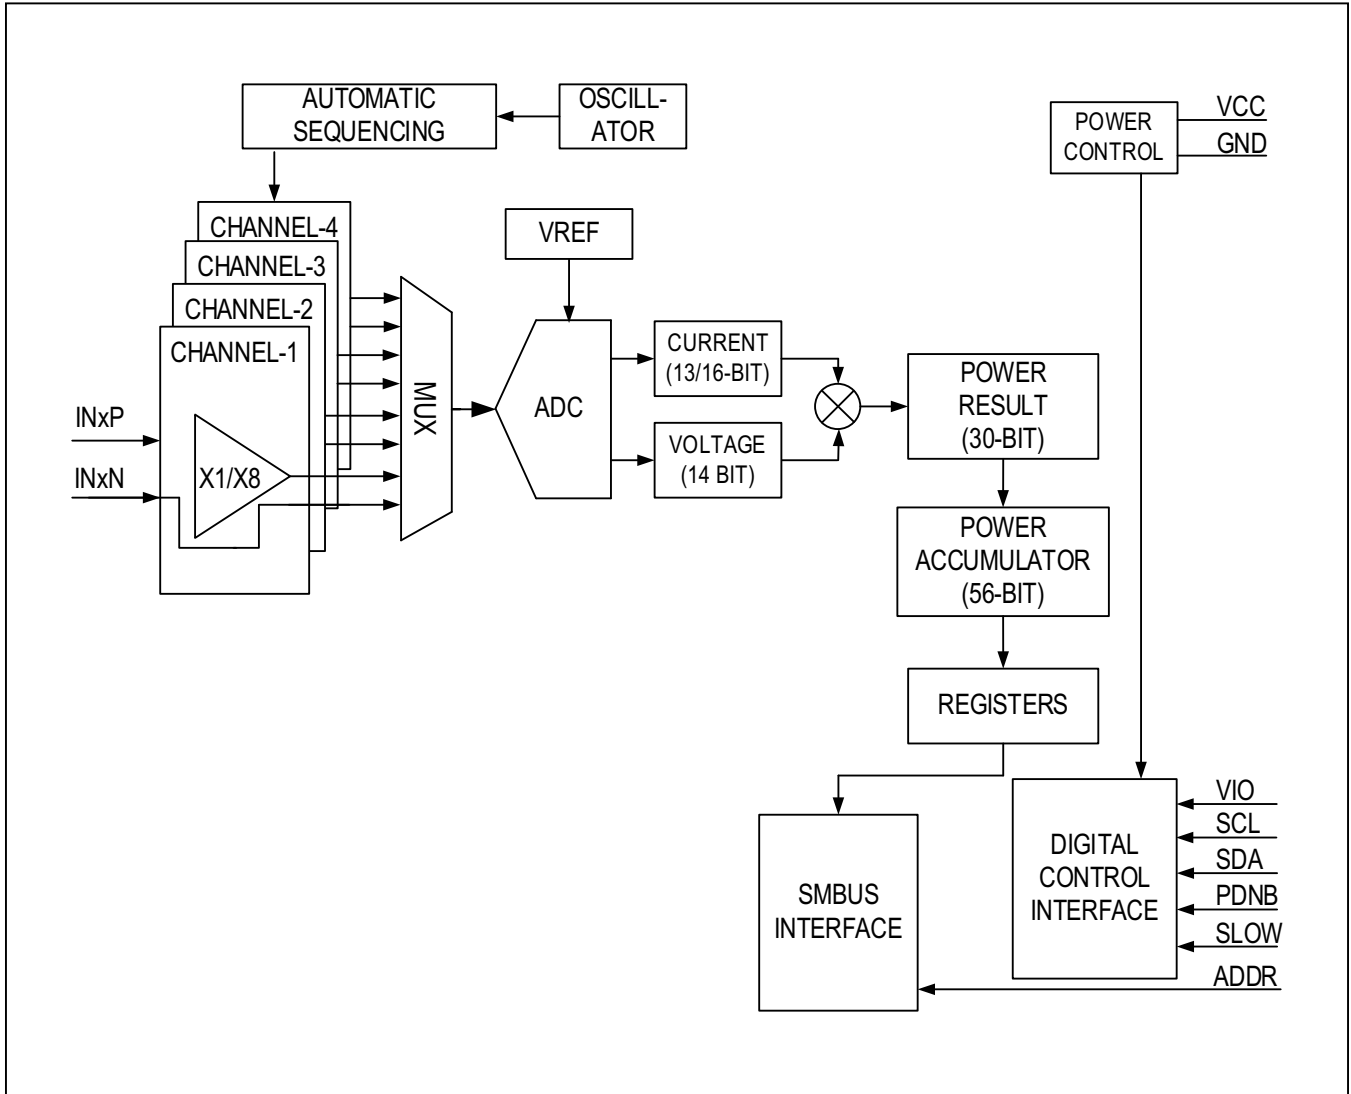 AUTOMATIC
SEQUENCING
OSCILL-
ATOR
POWER
CONTROL
VCC
GND
CHANNEL-4
CHANNEL-3
CHANNEL-2
CHANNEL-1
VREF
INxP
INxN
X1/X8
MUX
ADC
CURRENT
(13/16-BIT)
VOLTAGE
(14 BIT)
POWER
RESULT
(30-BIT)
POWER
ACCUMULATOR
(56-BIT)
REGISTERS
SMBUS
INTERFACE
DIGITAL
CONTROL
INTERFACE
VIO
SCL
SDA
PDNB
SLOW
ADDR